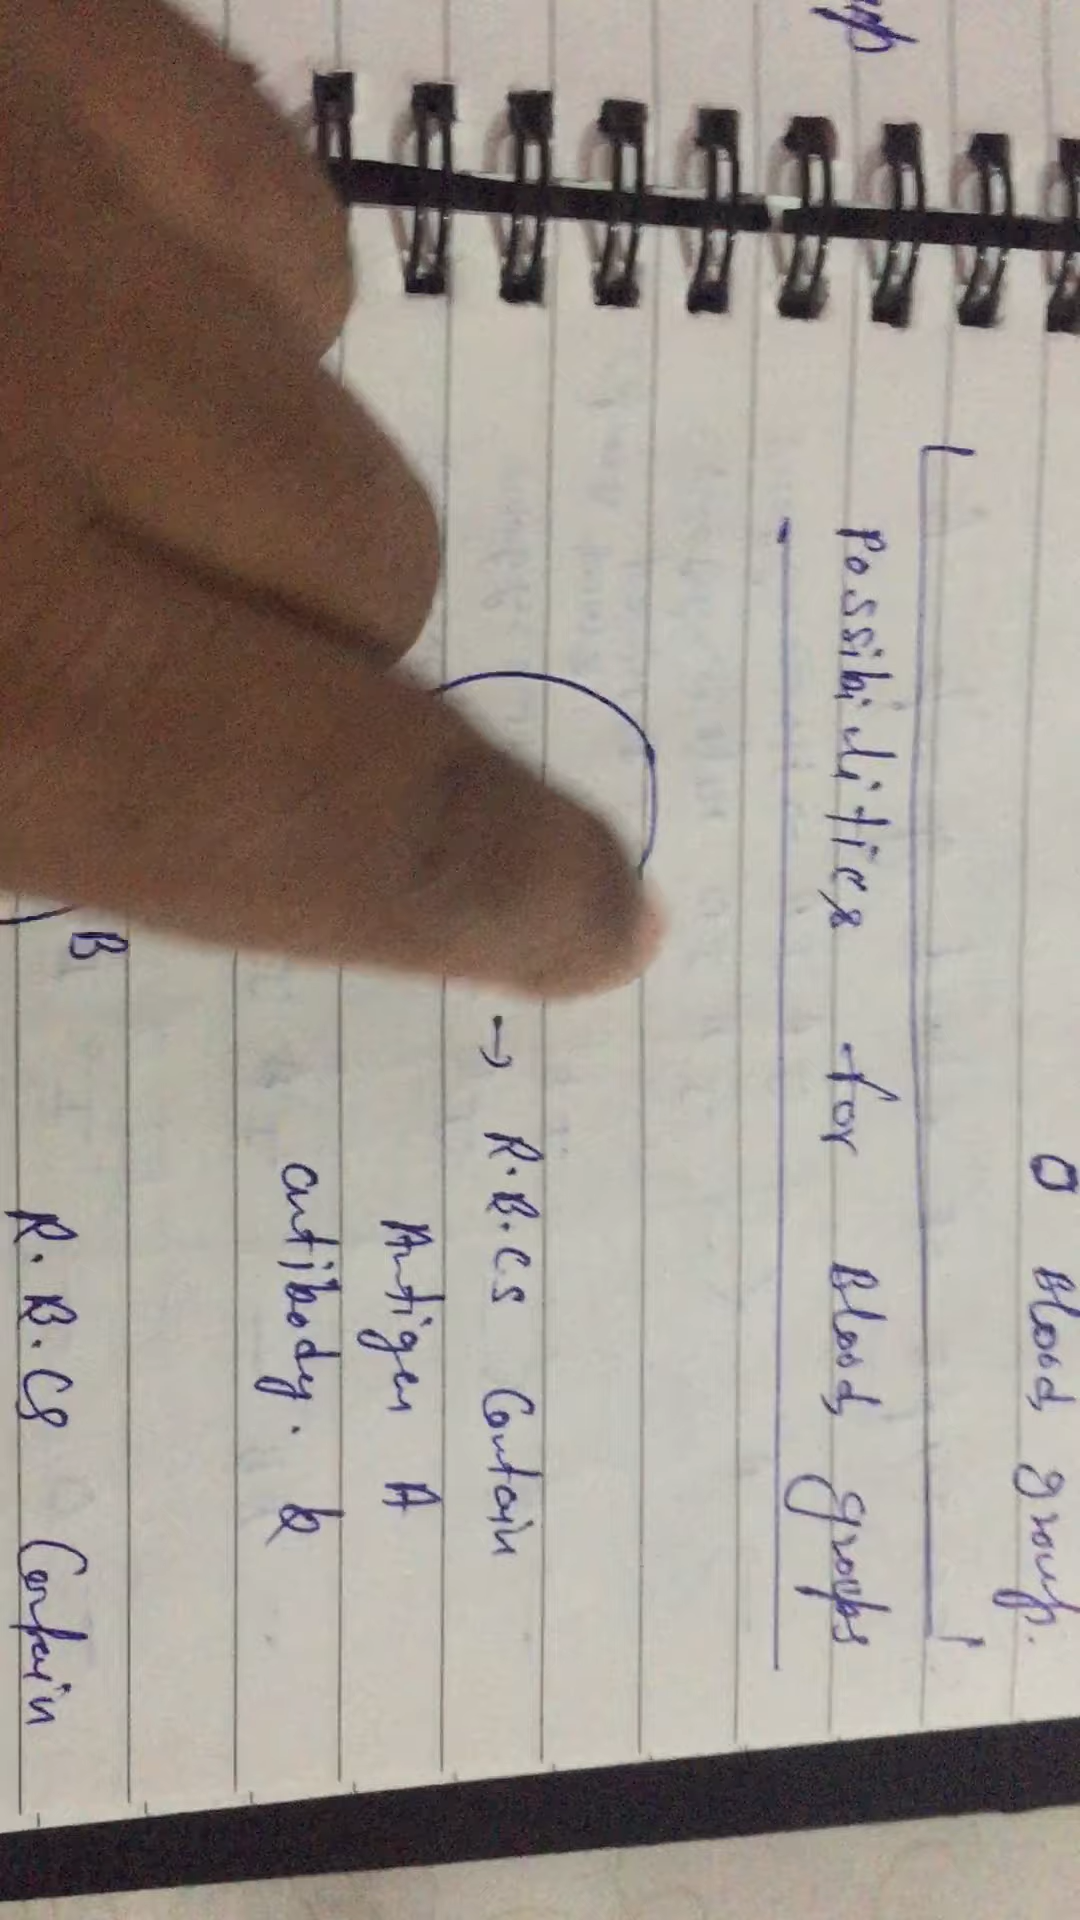 O Blood group.
Possibilities for Blood groups
→ R.B.Cs Contain
Antigen A
antibody. b
B
R.B.Cs Contain